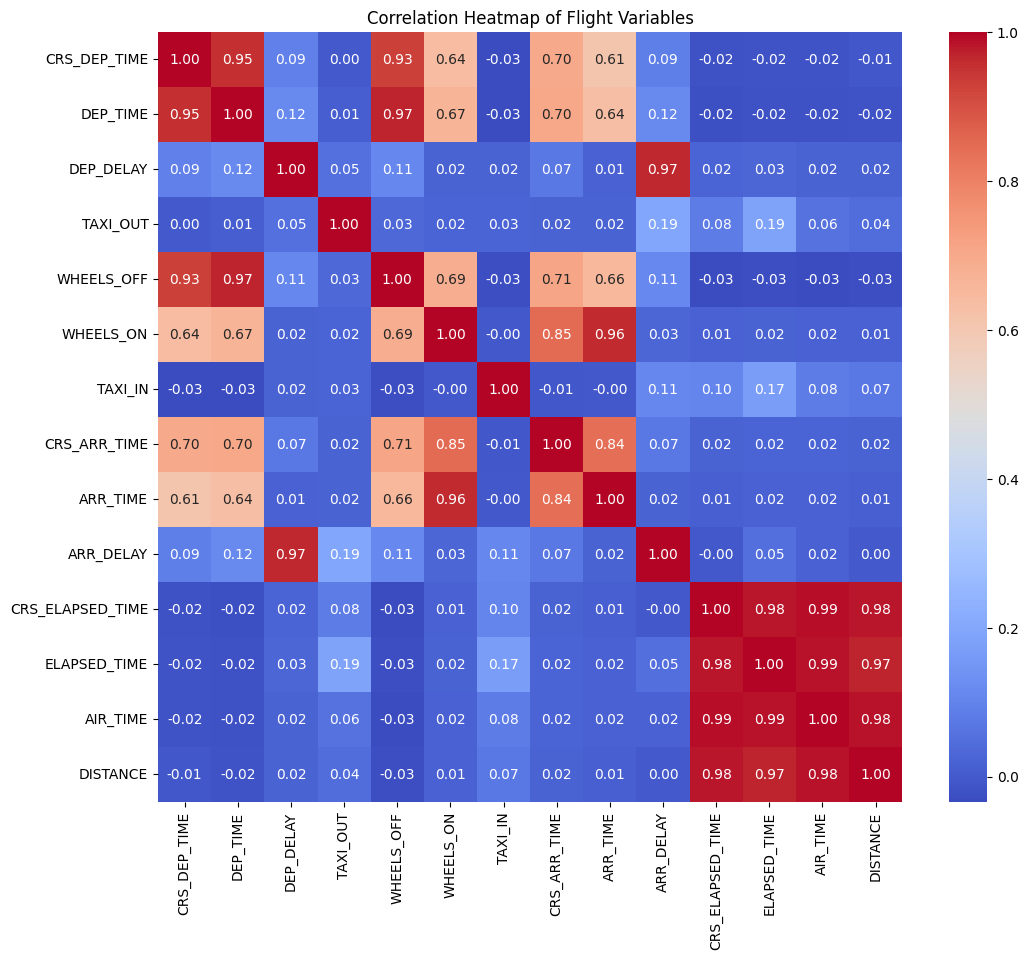 Correlation Heatmap of Flight Variables
CRS_DEP_TIME 1.00 0.95 0.09 0.00 0.93 0.64 -0.03 0.70 0.61 0.09 -0.02 -0.02 -0.02 -0.01
DEP_TIME 0.95 1.00 0.12 0.01 0.97 0.67 -0.03 0.70 0.64 0.12 -0.02 -0.02 -0.02 -0.02
DEP_DELAY 0.09 0.12 1.00 0.05 0.11 0.02 0.02 0.07 0.01 0.97 0.02 0.03 0.02 0.02
TAXI_OUT 0.00 0.01 0.05 1.00 0.03 0.02 0.03 0.02 0.02 0.19 0.08 0.19 0.06 0.04
WHEELS_OFF 0.93 0.97 0.11 0.03 1.00 0.69 -0.03 0.71 0.66 0.11 -0.03 -0.03 -0.03 -0.03
WHEELS_ON 0.64 0.67 0.02 0.02 0.69 1.00 -0.00 0.85 0.96 0.03 0.01 0.02 0.02 0.01
TAXI_IN -0.03 -0.03 0.02 0.03 -0.03 -0.00 1.00 -0.01 -0.00 0.11 0.10 0.17 0.08 0.07
CRS_ARR_TIME 0.70 0.70 0.07 0.02 0.71 0.85 -0.01 1.00 0.84 0.07 0.02 0.02 0.02 0.02
ARR_TIME 0.61 0.64 0.01 0.02 0.66 0.96 -0.00 0.84 1.00 0.02 0.01 0.02 0.02 0.01
ARR_DELAY 0.09 0.12 0.97 0.19 0.11 0.03 0.11 0.07 0.02 1.00 -0.00 0.05 0.02 0.00
CRS_ELAPSED_TIME -0.02 -0.02 0.02 0.08 -0.03 0.01 0.10 0.02 0.01 -0.00 1.00 0.98 0.99 0.98
ELAPSED_TIME -0.02 -0.02 0.03 0.19 -0.03 0.02 0.17 0.02 0.02 0.05 0.98 1.00 0.99 0.97
AIR_TIME -0.02 -0.02 0.02 0.06 -0.03 0.02 0.08 0.02 0.02 0.02 0.99 0.99 1.00 0.98
DISTANCE -0.01 -0.02 0.02 0.04 -0.03 0.01 0.07 0.02 0.01 0.00 0.98 0.97 0.98 1.00
CRS_DEP_TIME
DEP_TIME
DEP_DELAY
TAXI_OUT
WHEELS_OFF
WHEELS_ON
TAXI_IN
CRS_ARR_TIME
ARR_TIME
ARR_DELAY
CRS_ELAPSED_TIME
ELAPSED_TIME
AIR_TIME
DISTANCE
1.0
0.8
0.6
0.4
0.2
0.0